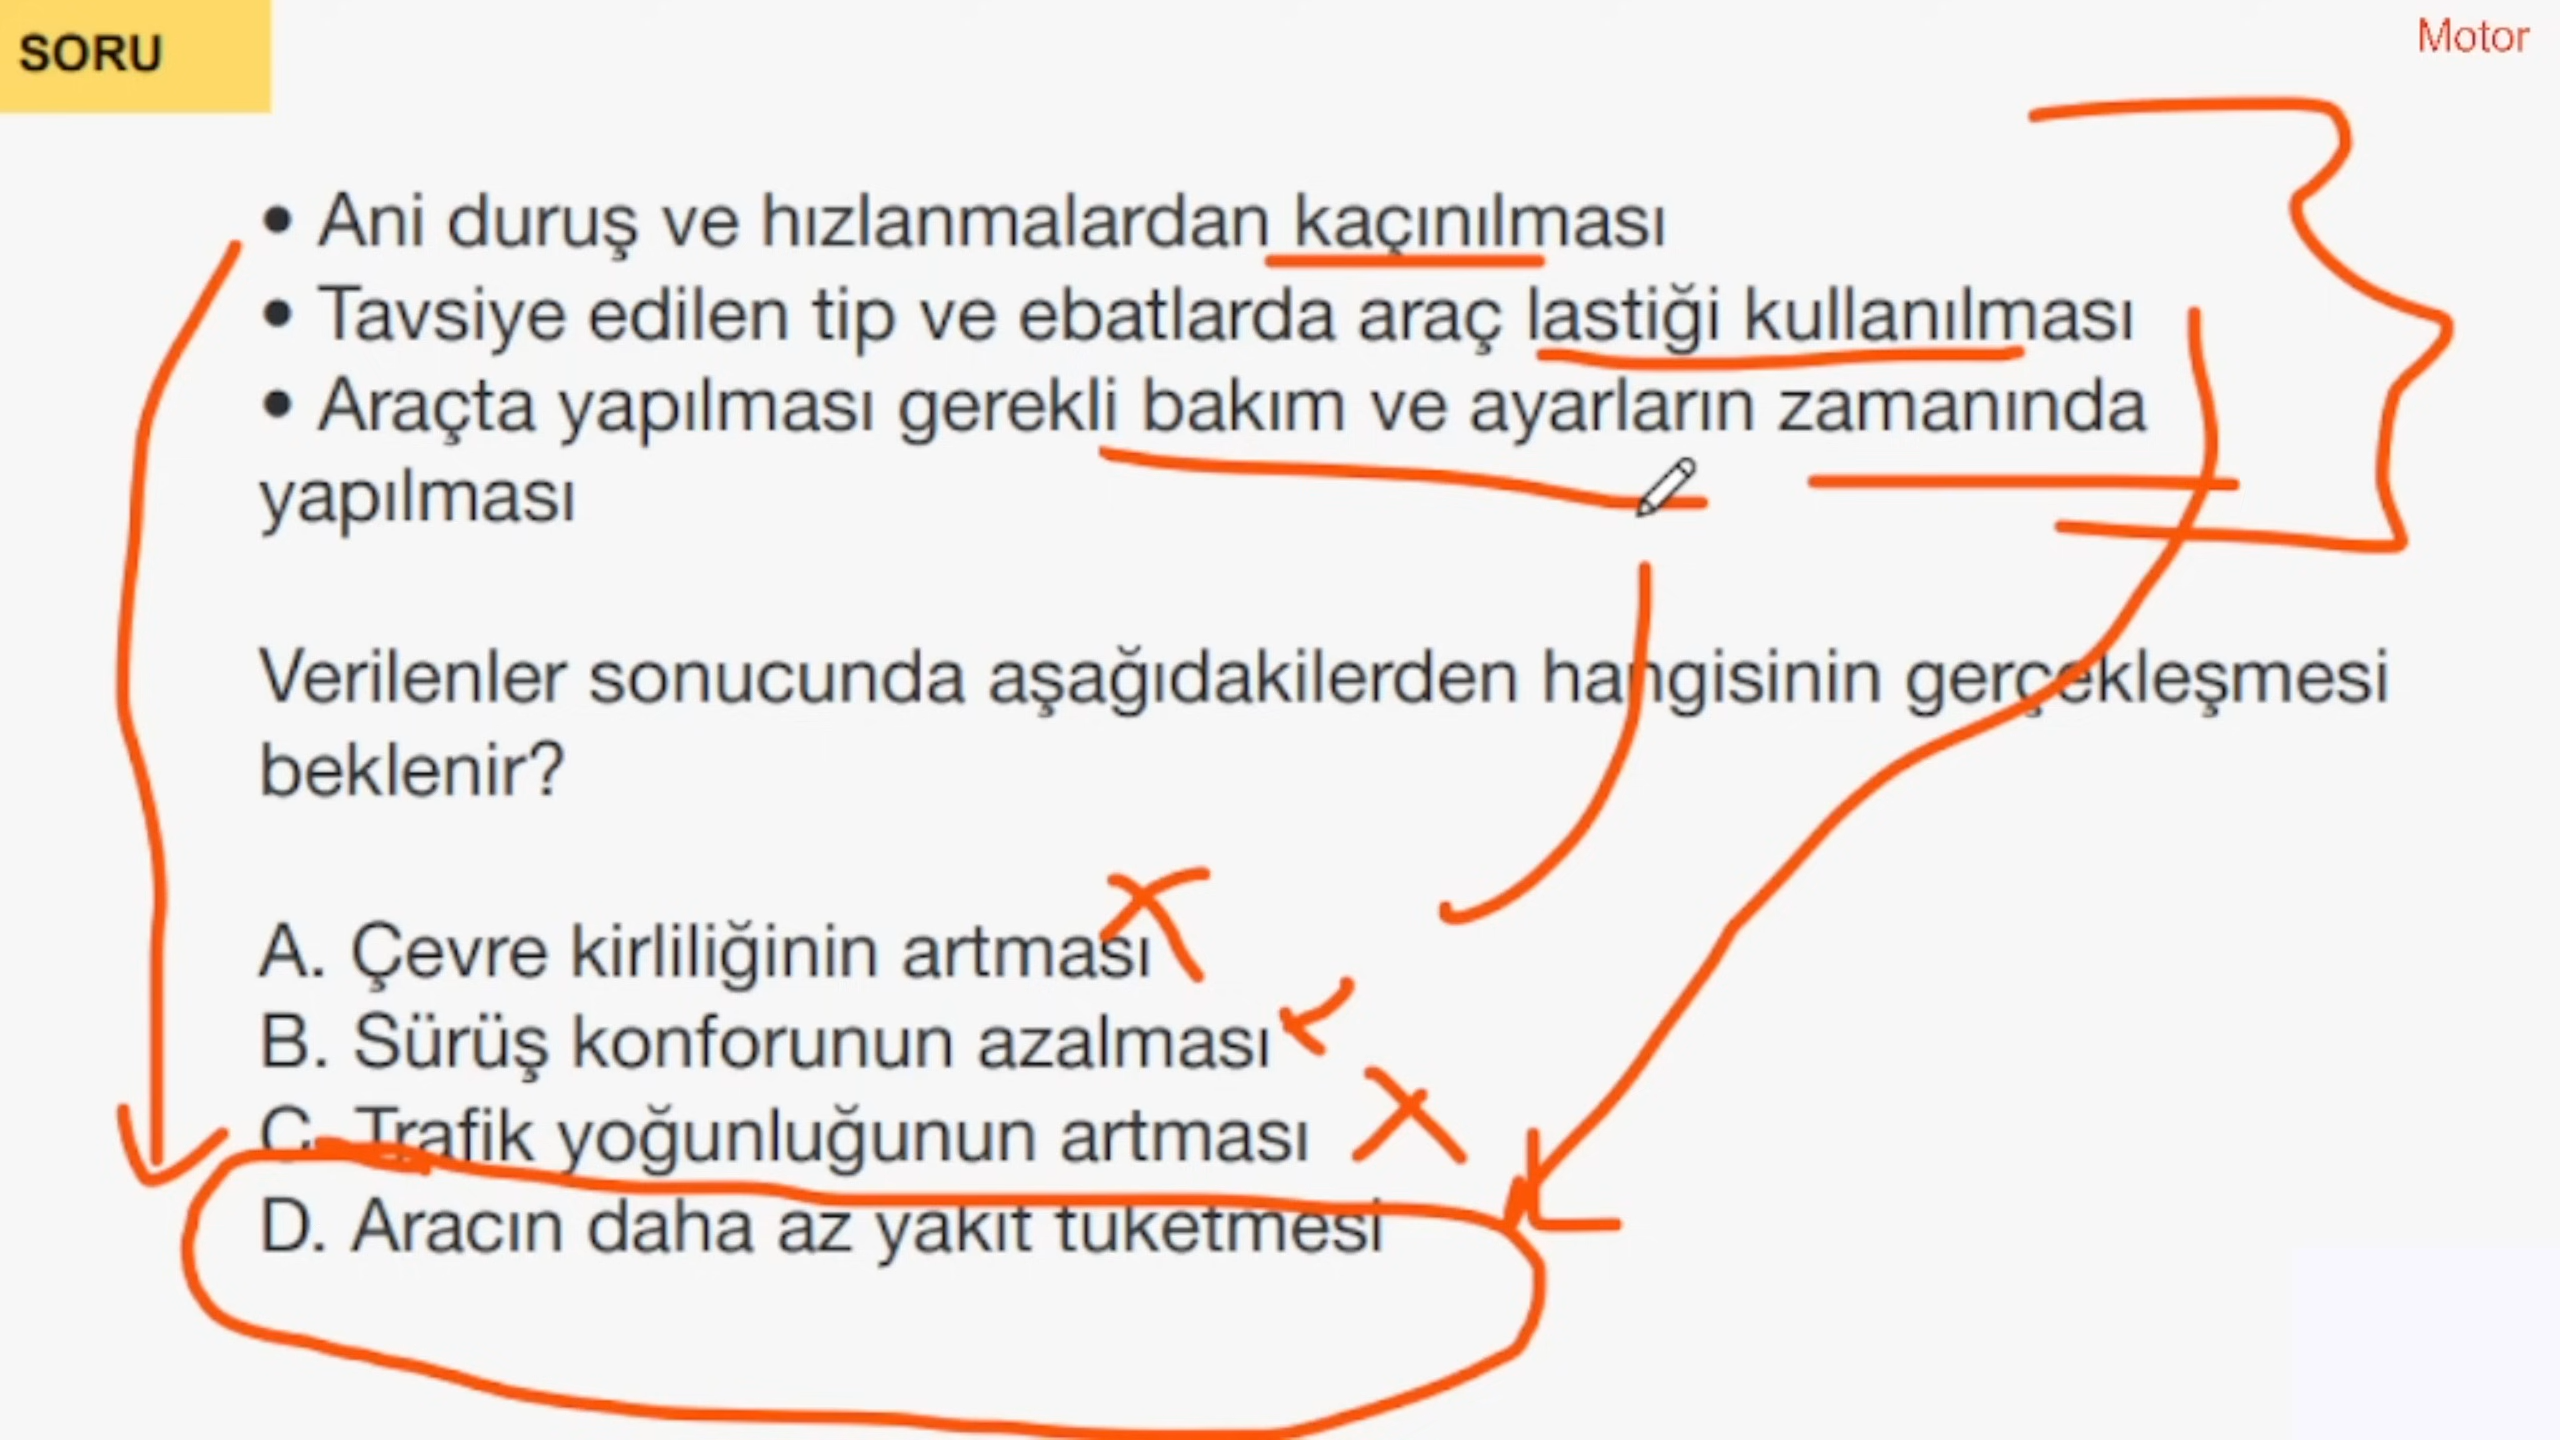 SORU
Motor
• Ani duruş ve hızlanmalardan kaçınılması
• Tavsiye edilen tip ve ebatlarda araç lastiği kullanılması
• Araçta yapılması gerekli bakım ve ayarların zamanında
yapılması
Verilenler sonucunda aşağıdakilerden hangisinin gerçekleşmesi
beklenir?
A. Çevre kirliliğinin artması
B. Sürüş konforunun azalması
C. Trafik yoğunluğunun artması
D. Aracın daha az yakıt tüketmesi